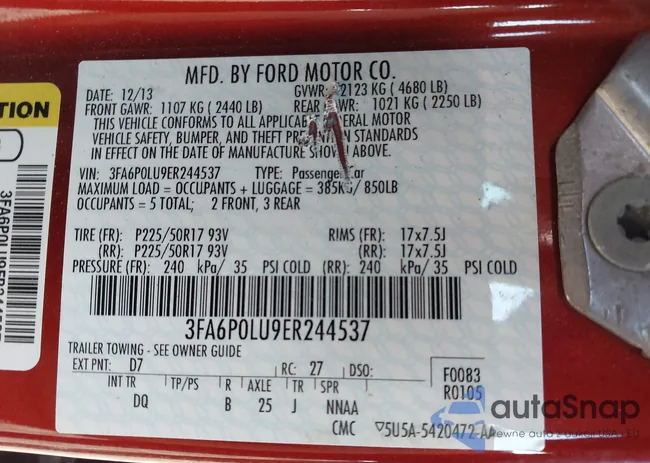 MFD. BY FORD MOTOR CO.
DATE: 12/13 GVWR: 2123 KG (4680 LB)
FRONT GAWR: 1107 KG (2440 LB) REAR WR: 1021 KG (2250 LB)
THIS VEHICLE CONFORMS TO ALL APPLICAB ERAL MOTOR
VEHICLE SAFETY, BUMPER, AND THEFT PREVENTION STANDARDS
IN EFFECT ON THE DATE OF MANUFACTURE SHOWN ABOVE.
VIN: 3FA6P0LU9ER244537 TYPE: Passenger Car
MAXIMUM LOAD = OCCUPANTS + LUGGAGE = 385KG/850LB
OCCUPANTS = 5 TOTAL; 2 FRONT, 3 REAR
TIRE (FR): P225/50R17 93V RIMS (FR): 17x7.5J
(RR): P225/50R17 93V (RR): 17x7.5J
PRESSURE (FR): 240 kPa/ 35 PSI COLD (RR): 240 kPa/ 35 PSI COLD
3FA6P0LU9ER244537
TRAILER TOWING - SEE OWNER GUIDE
EXT PNT: D7 RC: 27 DSO:
INT TR TP/PS R AXLE TR SPR
DQ B 25 J NNAA
F0083
R0105
CMC ▽5U5A-5420472-AA
TION
3FA6P0LU9ER244537
autoSnap